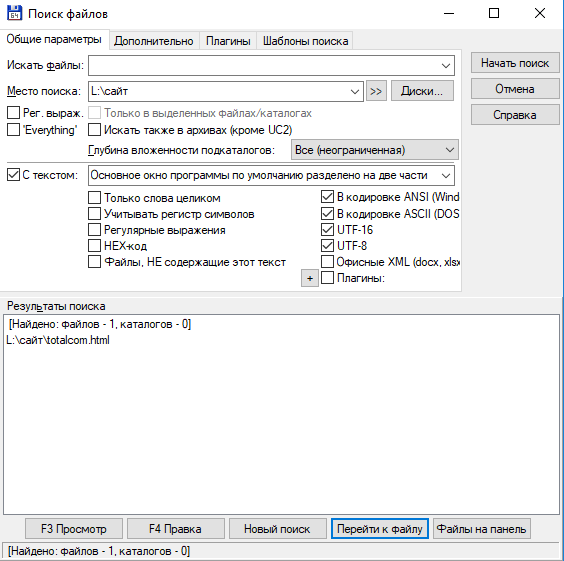 64 Поиск файлов
Общие параметры Дополнительно Плагины Шаблоны поиска
Искать файлы: Начать поиск
Место поиска: L:\сайт >> Диски... Отмена
Рег. выраж. Только в выделенных файлах/каталогах Справка
'Everything' Искать также в архивах (кроме UC2)
Глубина вложенности подкаталогов: Все (неограниченная)
С текстом: Основное окно программы по умолчанию разделено на две части
Только слова целиком В кодировке ANSI (Wind
Учитывать регистр символов В кодировке ASCII (DOS
Регулярные выражения UTF-16
HEX-код UTF-8
Файлы, НЕ содержащие этот текст Офисные XML (docx, xlsx
+ Плагины:
Результаты поиска
[Найдено: файлов - 1, каталогов - 0]
L:\сайт\totalcom.html
F3 Просмотр F4 Правка Новый поиск Перейти к файлу Файлы на панель
[Найдено: файлов - 1, каталогов - 0]